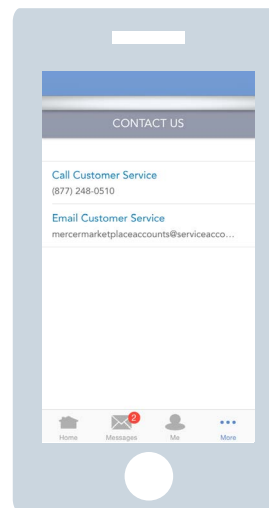 CONTACT US
Call Customer Service
(877) 248-0510
Email Customer Service
mercermarketplaceaccounts@serviceacco...
2
Home Messages Me More